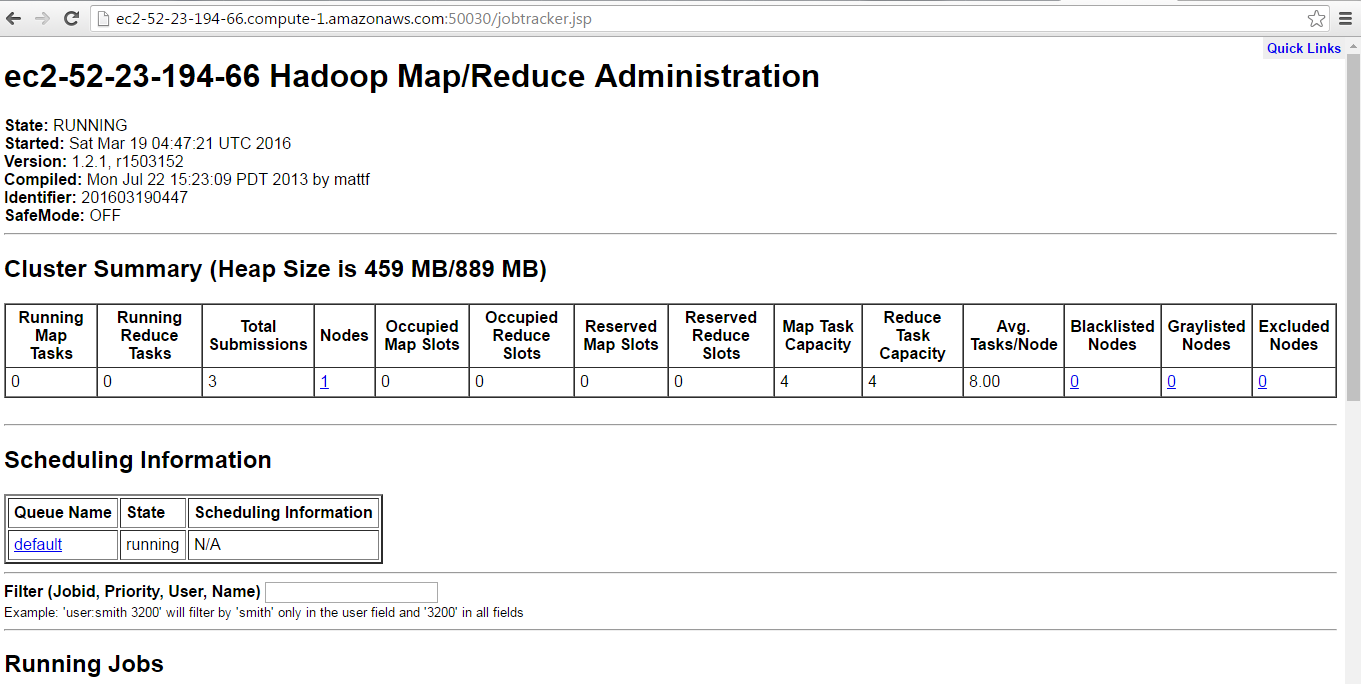 ec2-52-23-194-66.compute-1.amazonaws.com:50030/jobtracker.jsp
Quick Links
ec2-52-23-194-66 Hadoop Map/Reduce Administration
State: RUNNING
Started: Sat Mar 19 04:47:21 UTC 2016
Version: 1.2.1, r1503152
Compiled: Mon Jul 22 15:23:09 PDT 2013 by mattf
Identifier: 201603190447
SafeMode: OFF
Cluster Summary (Heap Size is 459 MB/889 MB)
Running Map Tasks Running Reduce Tasks Total Submissions Nodes Occupied Map Slots Occupied Reduce Slots Reserved Map Slots Reserved Reduce Slots Map Task Capacity Reduce Task Capacity Avg. Tasks/Node Blacklisted Nodes Graylisted Nodes Excluded Nodes
0 0 3 1 0 0 0 0 4 4 8.00 0 0 0
Scheduling Information
Queue Name State Scheduling Information
default running N/A
Filter (Jobid, Priority, User, Name)
Example: 'user:smith 3200' will filter by 'smith' only in the user field and '3200' in all fields
Running Jobs